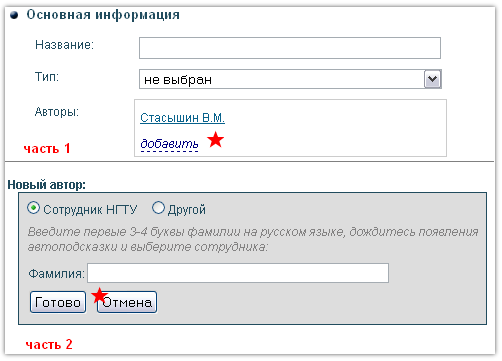 Основная информация
Название:
Тип: не выбран
Авторы: Стасышин В.М.
добавить
часть 1
Новый автор:
Сотрудник НГТУ Другой
Введите первые 3-4 буквы фамилии на русском языке, дождитесь появления
автоподсказки и выберите сотрудника:
Фамилия:
Готово Отмена
часть 2